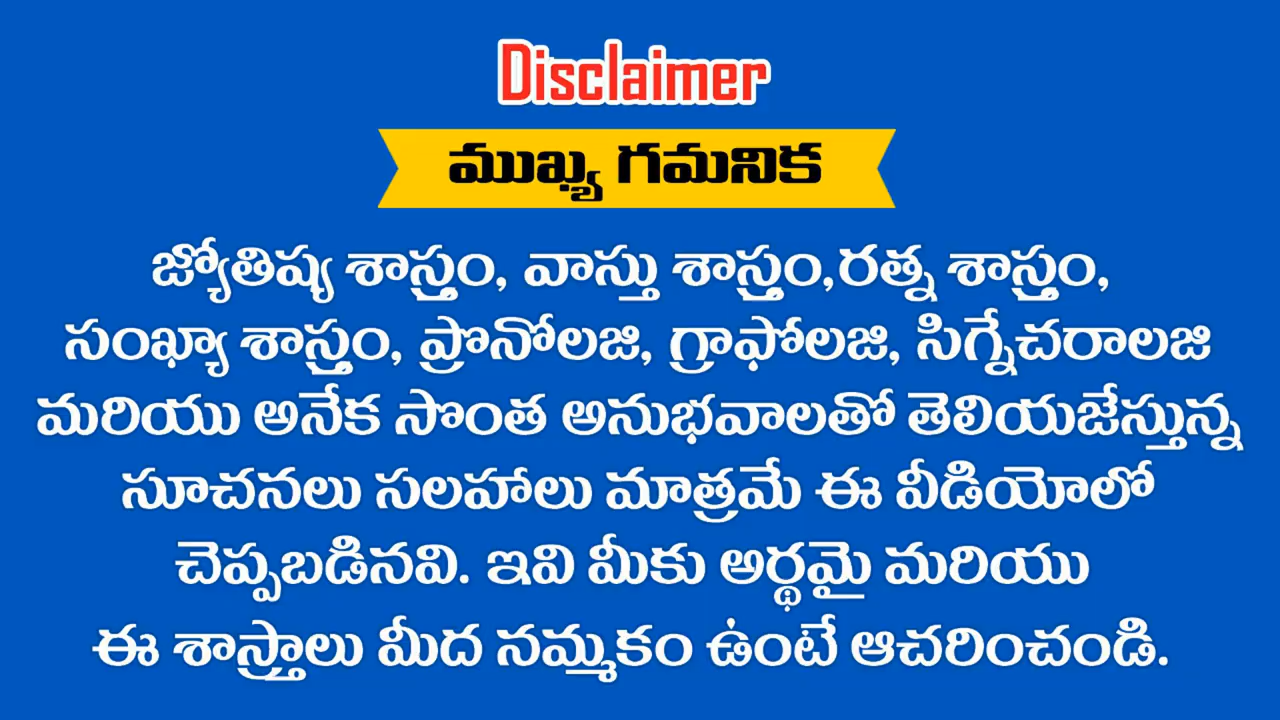 Disclaimer
ముఖ్య గమనిక
జ్యోతిష్య శాస్త్రం, వాస్తు శాస్త్రం,రత్న శాస్త్రం,
సంఖ్యా శాస్త్రం, ప్రొనోలజి, గ్రాఫోలజి, సిగ్నేచరాలజి
మరియు అనేక సొంత అనుభవాలతో తెలియజేస్తున్న
సూచనలు సలహాలు మాత్రమే ఈ వీడియోలో
చెప్పబడినవి. ఇవి మీకు అర్థమై మరియు
ఈ శాస్త్రాలు మీద నమ్మకం ఉంటే ఆచరించండి.